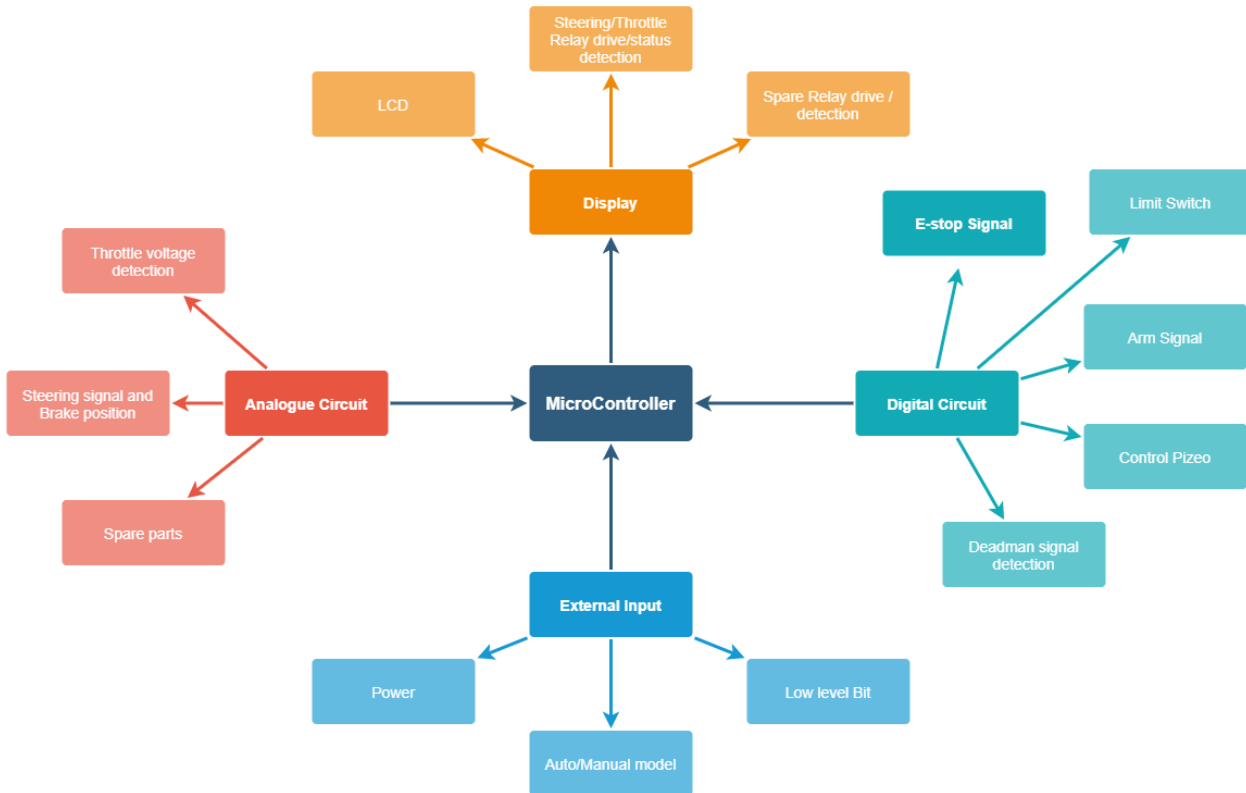 Steering/Throttle
Relay drive/status
detection
LCD
Spare Relay drive /
detection
Display
E-stop Signal
Limit Switch
Throttle voltage
detection
Arm Signal
Steering signal and
Brake position
Analogue Circuit
MicroController
Digital Circuit
Control Pizeo
Spare parts
Deadman signal
detection
External Input
Power
Low level Bit
Auto/Manual model